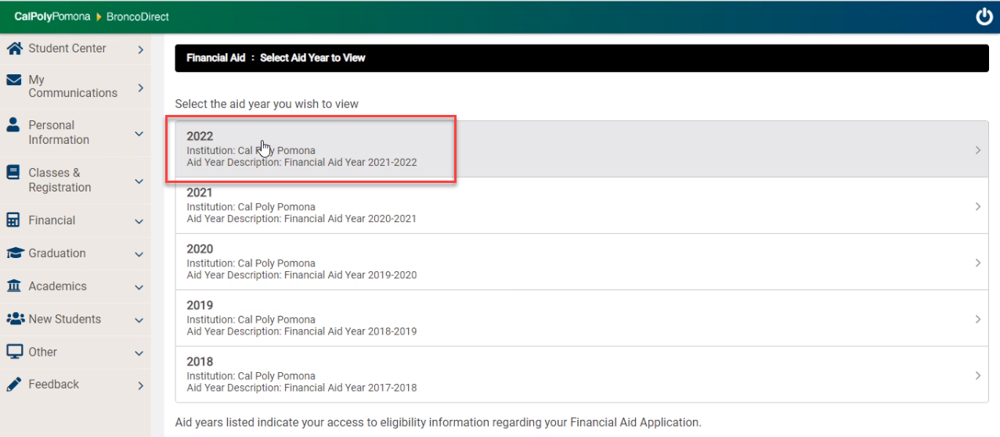 CalPolyPomona BroncoDirect
Student Center
My
Communications
Personal
Information
Classes &
Registration
Financial
Graduation
Academics
New Students
Other
Feedback
Financial Aid : Select Aid Year to View
Select the aid year you wish to view
2022
Institution: Cal Poly Pomona
Aid Year Description: Financial Aid Year 2021-2022
2021
Institution: Cal Poly Pomona
Aid Year Description: Financial Aid Year 2020-2021
2020
Institution: Cal Poly Pomona
Aid Year Description: Financial Aid Year 2019-2020
2019
Institution: Cal Poly Pomona
Aid Year Description: Financial Aid Year 2018-2019
2018
Institution: Cal Poly Pomona
Aid Year Description: Financial Aid Year 2017-2018
Aid years listed indicate your access to eligibility information regarding your Financial Aid Application.